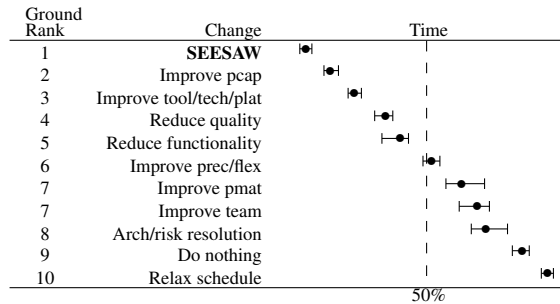 Ground
Rank Change Time
1 SEESAW
2 Improve pcap
3 Improve tool/tech/plat
4 Reduce quality
5 Reduce functionality
6 Improve prec/flex
7 Improve pmat
7 Improve team
8 Arch/risk resolution
9 Do nothing
10 Relax schedule
50%